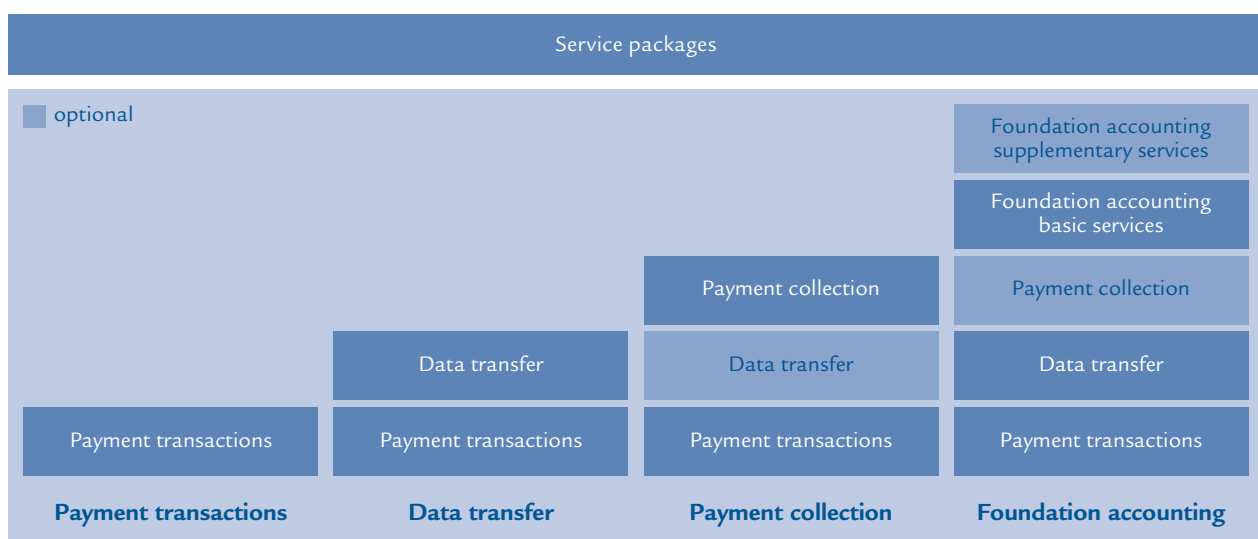 Service packages
optional
Foundation accounting
supplementary services
Foundation accounting
basic services
Payment collection
Payment collection
Data transfer
Data transfer
Data transfer
Payment transactions
Payment transactions
Payment transactions
Payment transactions
Payment transactions
Data transfer
Payment collection
Foundation accounting